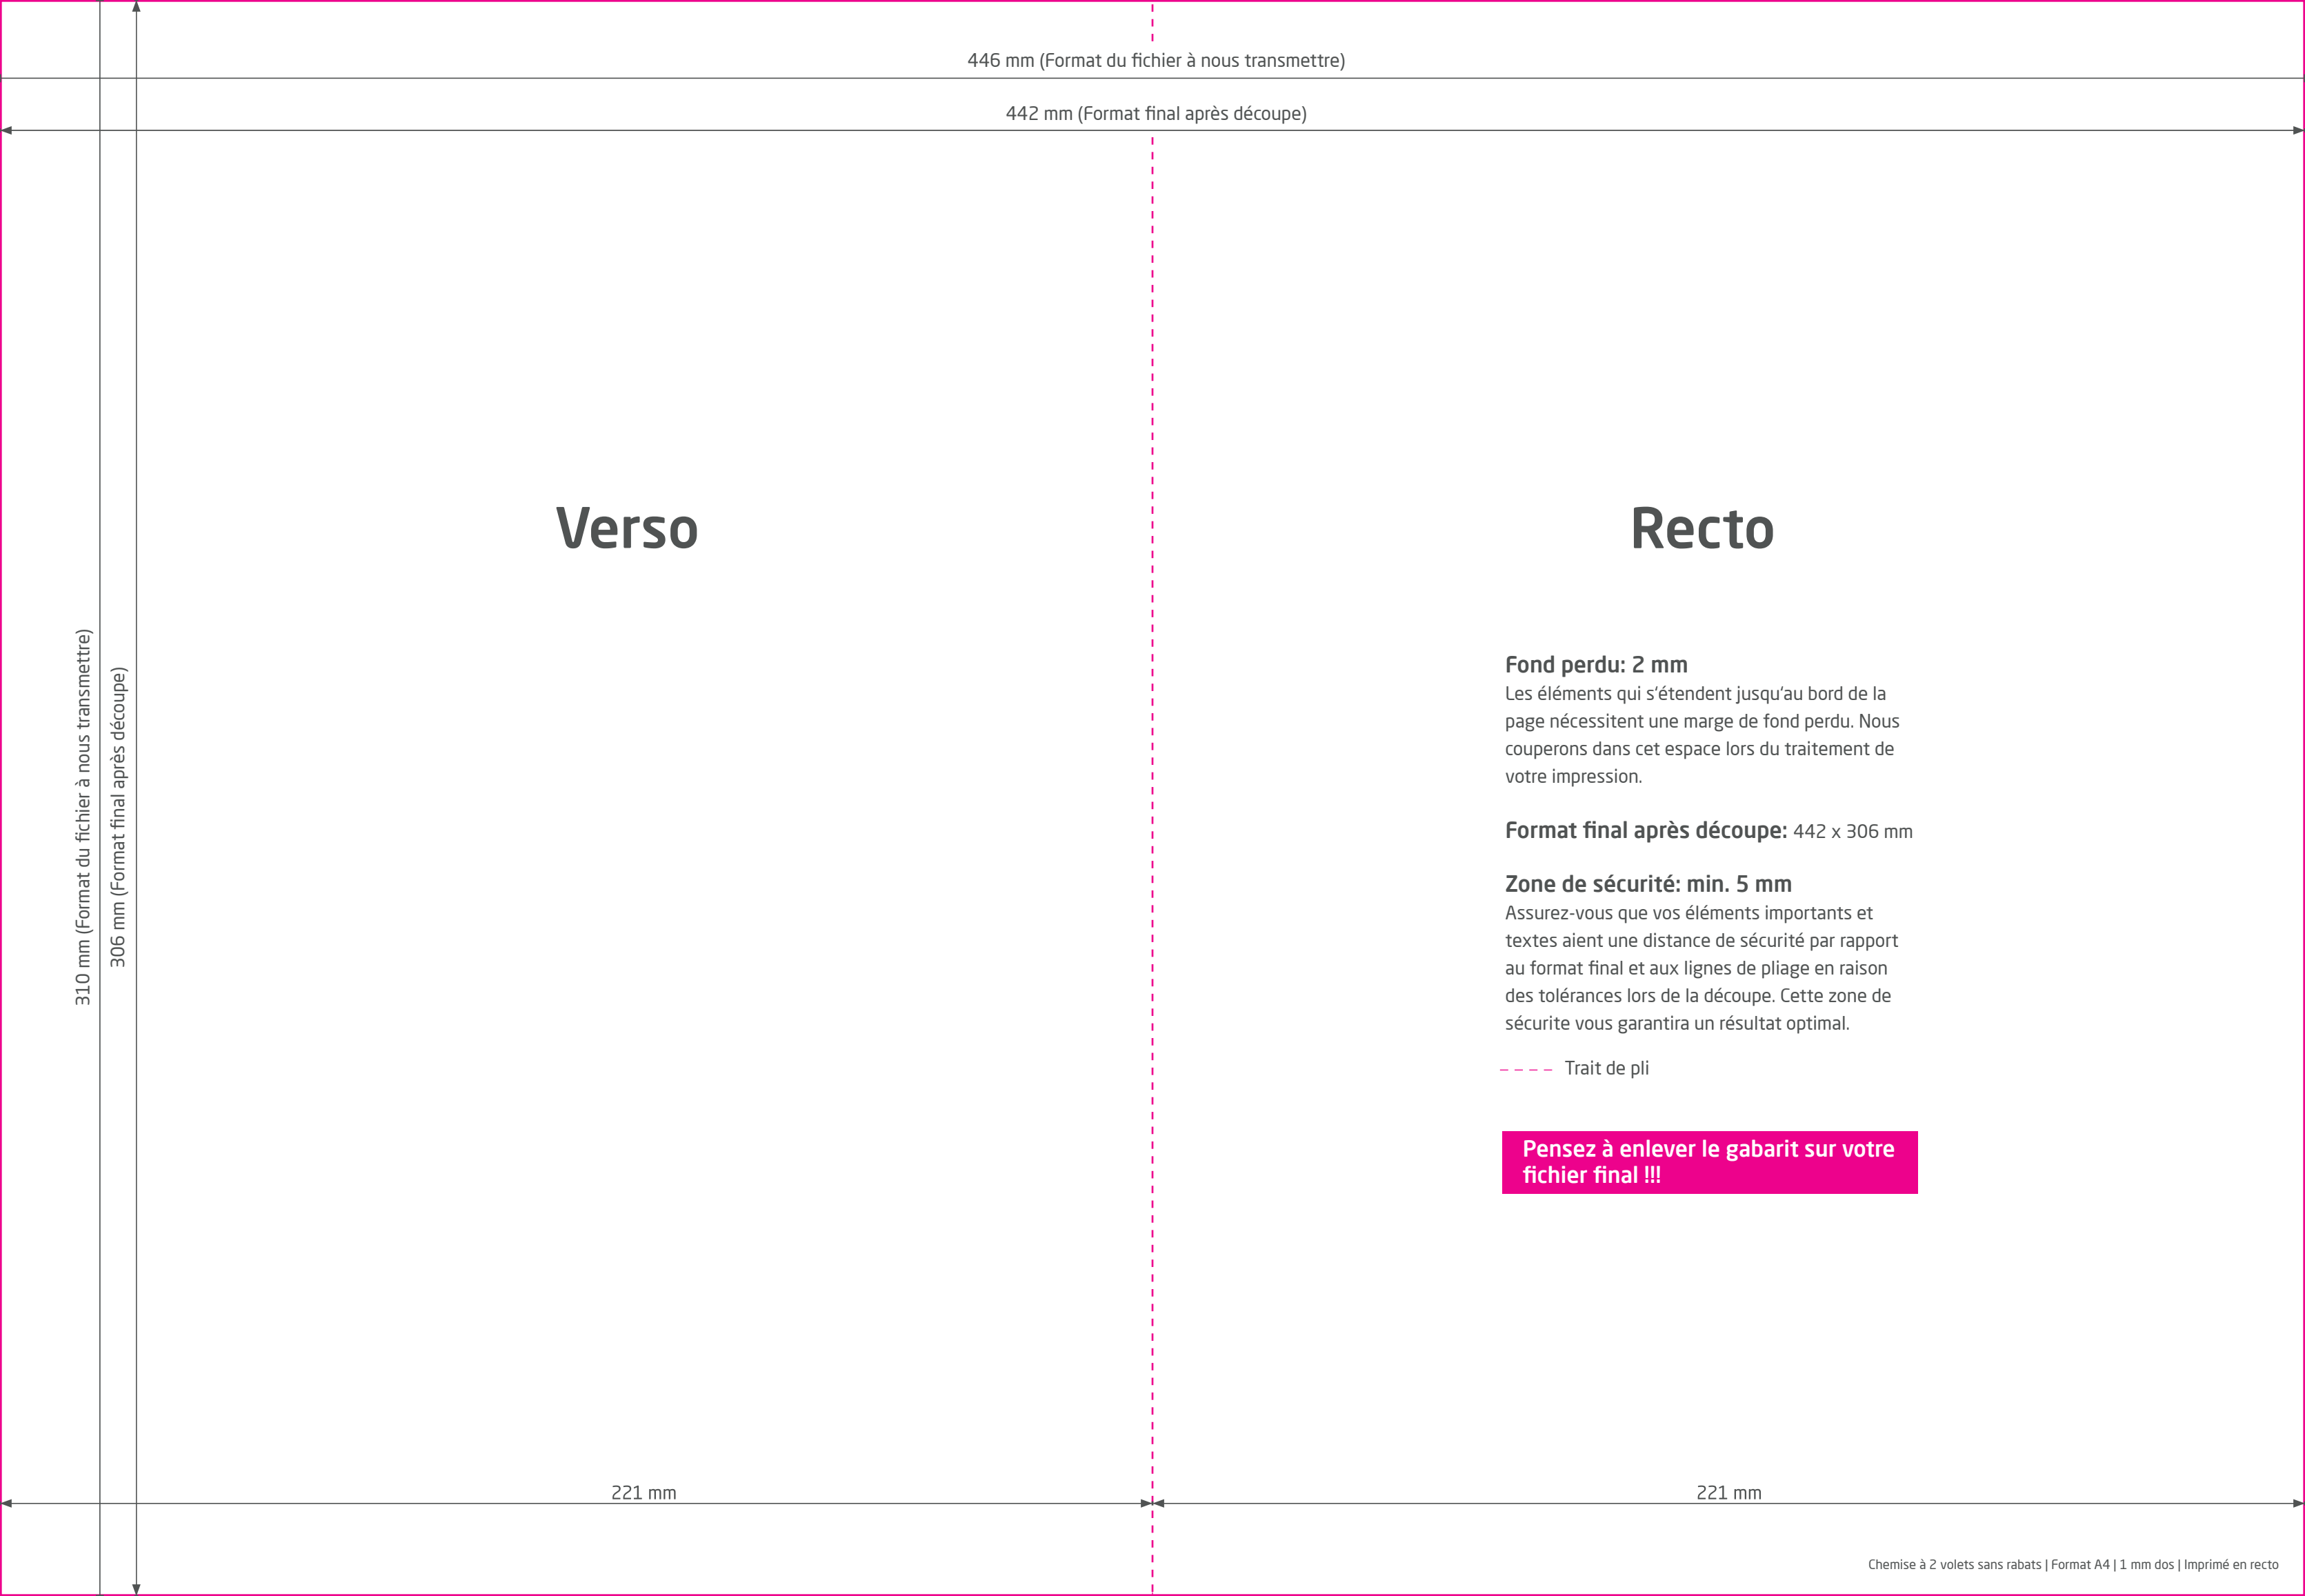 446 mm (Format du fichier à nous transmettre)
442 mm (Format final après découpe)
310 mm (Format du fichier à nous transmettre)
306 mm (Format final après découpe)
Verso
Recto
Fond perdu: 2 mm
Les éléments qui s‘étendent jusqu‘au bord de la
page nécessitent une marge de fond perdu. Nous
couperons dans cet espace lors du traitement de
votre impression.
Format final après découpe: 442 x 306 mm
Zone de sécurité: min. 5 mm
Assurez-vous que vos éléments importants et
textes aient une distance de sécurité par rapport
au format final et aux lignes de pliage en raison
des tolérances lors de la découpe. Cette zone de
sécurite vous garantira un résultat optimal.
Trait de pli
Pensez à enlever le gabarit sur votre
fichier final !!!
221 mm
221 mm
Chemise à 2 volets sans rabats | Format A4 | 1 mm dos | Imprimé en recto